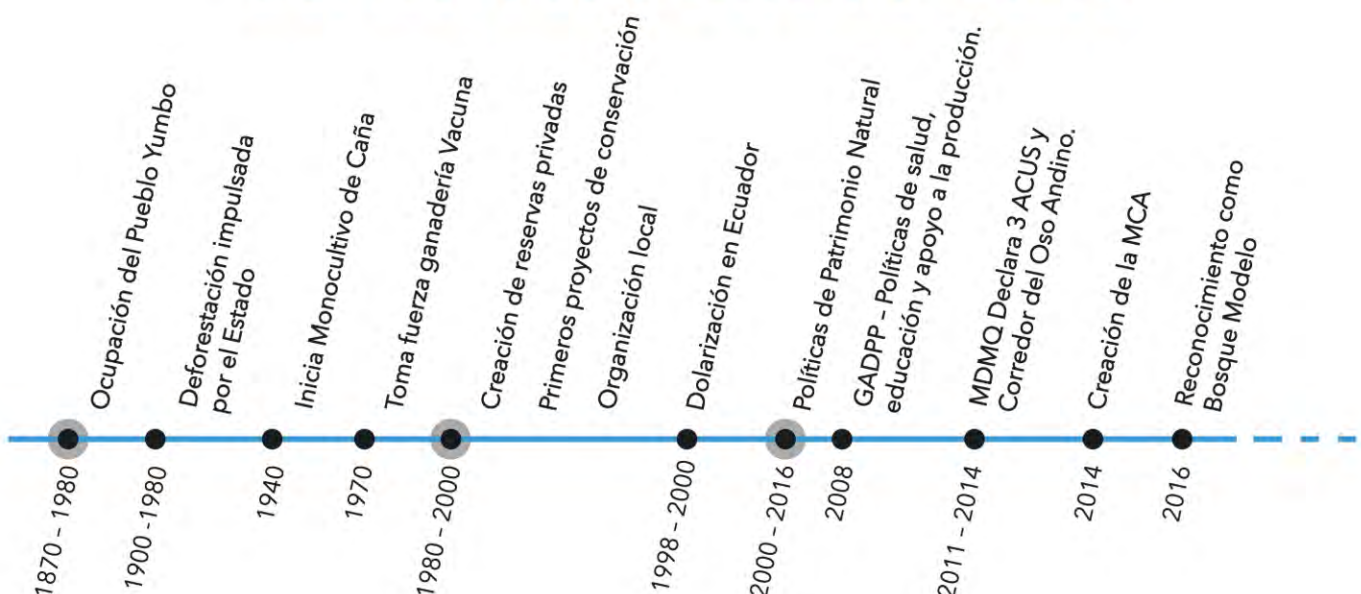 Ocupación del Pueblo Yumbo
Deforestación impulsada
por el Estado
Inicia Monocultivo de Caña
Toma fuerza ganadería Vacuna
Creación de reservas privadas
Primeros proyectos de conservación
Organización local
Dolarización en Ecuador
Políticas de Patrimonio Natural
GADPP - Políticas de salud,
educación y apoyo a la producción.
MDMQ Declara 3 ACUS y
Corredor del Oso Andino.
Creación de la MCA
Reconocimiento como
Bosque Modelo
1870 - 1980
1900 -1980
1940
1970
1980 - 2000
1998 - 2000
2000 - 2016
2008
2011 - 2014
2014
2016